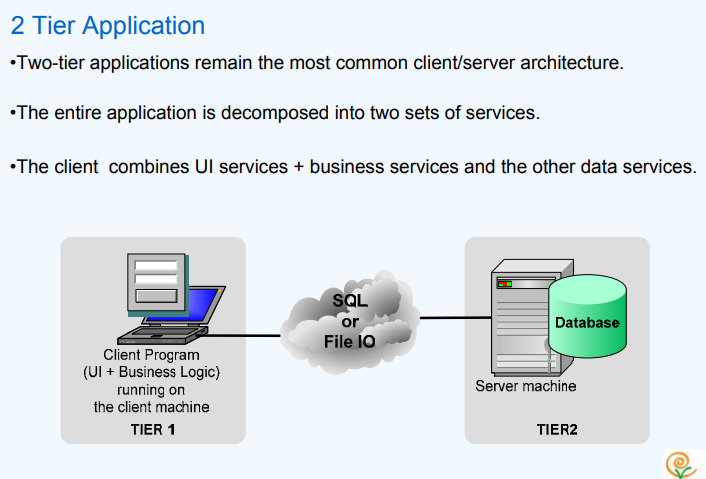 2 Tier Application
•Two-tier applications remain the most common client/server architecture.
•The entire application is decomposed into two sets of services.
•The client combines UI services + business services and the other data services.
SQL
or
File IO
Database
Client Program
(UI + Business Logic)
running on
the client machine
TIER 1
Server machine
TIER2